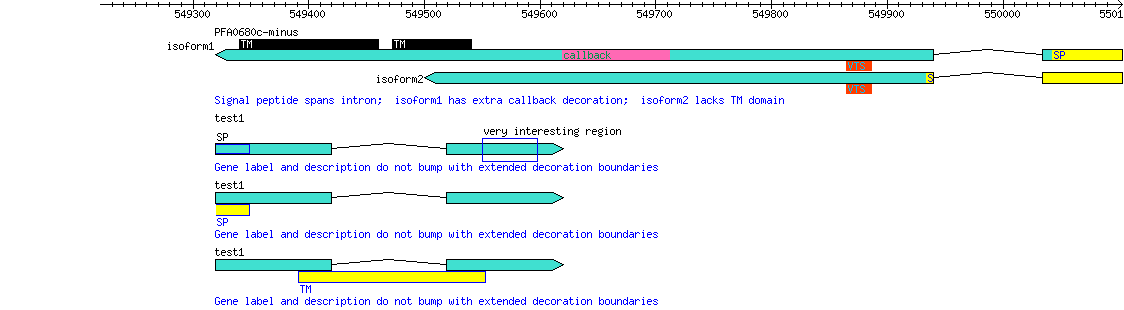 549300 549400 549500 549600 549700 549800 549900 550000 5501
PFA0680c-minus
TM TM
isoform1
callback SP
VTS
isoform2 S
VTS
Signal peptide spans intron; isoform1 has extra callback decoration; isoform2 lacks TM domain
test1
very interesting region
SP
Gene label and description do not bump with extended decoration boundaries
test1
SP
Gene label and description do not bump with extended decoration boundaries
test1
TM
Gene label and description do not bump with extended decoration boundaries